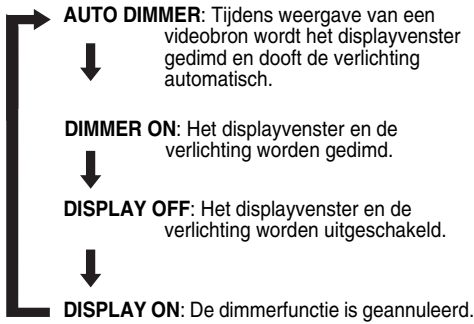 AUTO DIMMER: Tijdens weergave van een
videobron wordt het displayvenster
gedimd en dooft de verlichting
automatisch.
DIMMER ON: Het displayvenster en de
verlichting worden gedimd.
DISPLAY OFF: Het displayvenster en de
verlichting worden uitgeschakeld.
DISPLAY ON: De dimmerfunctie is geannuleerd.